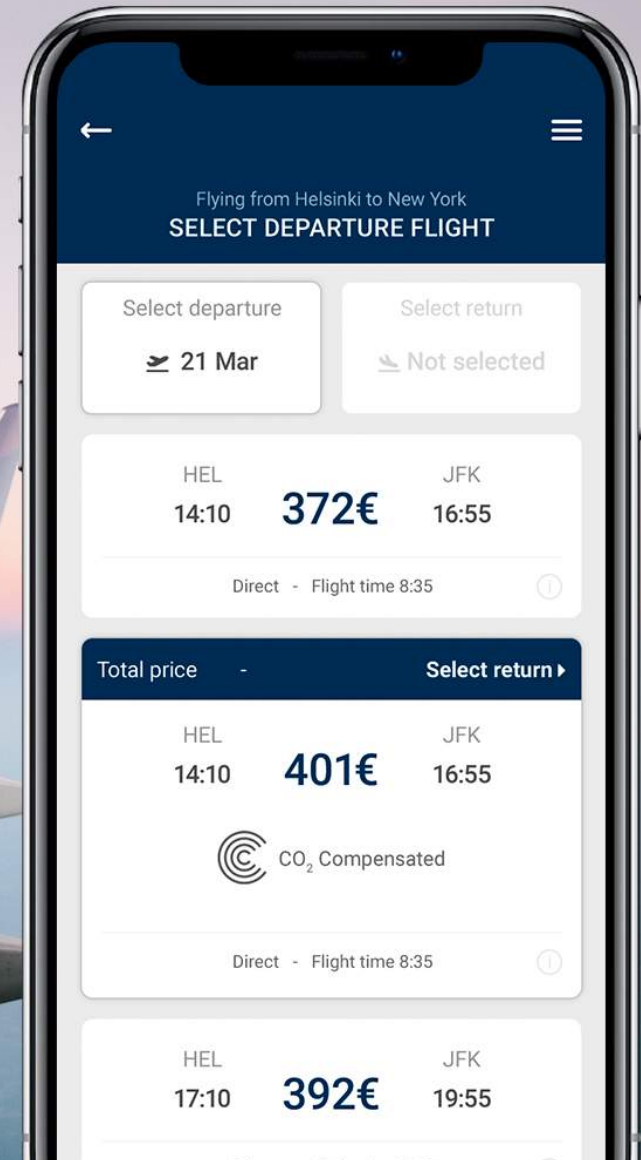 Flying from Helsinki to New York
SELECT DEPARTURE FLIGHT
Select departure
Select return
21 Mar
Not selected
HEL
JFK
14:10
372€
16:55
Direct - Flight time 8:35
Total price -
Select return
HEL
JFK
14:10
401€
16:55
CO₂ Compensated
Direct - Flight time 8:35
HEL
JFK
17:10
392€
19:55